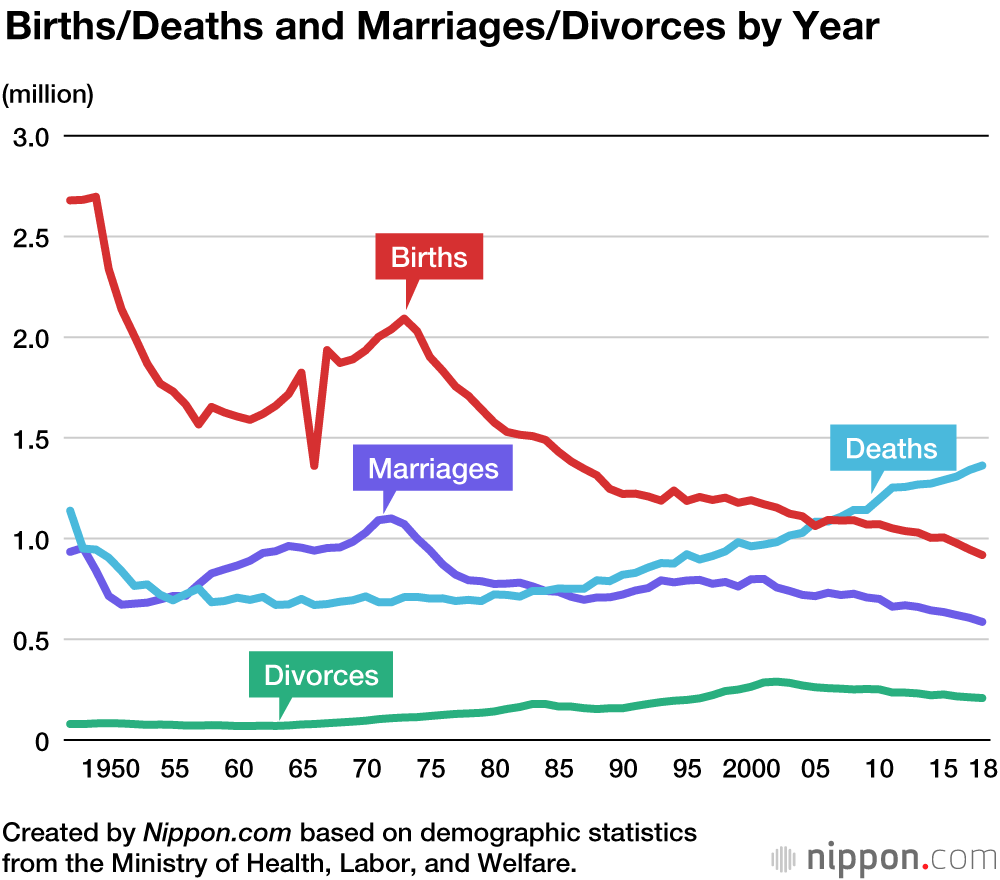 Births/Deaths and Marriages/Divorces by Year
(million)
3.0
2.5
Births
2.0
1.5
Deaths
Marriages
1.0
0.5
Divorces
0
1950 55 60 65 70 75 80 85 90 95 2000 05 10 15 18
Created by Nippon.com based on demographic statistics
from the Ministry of Health, Labor, and Welfare.
nippon.com